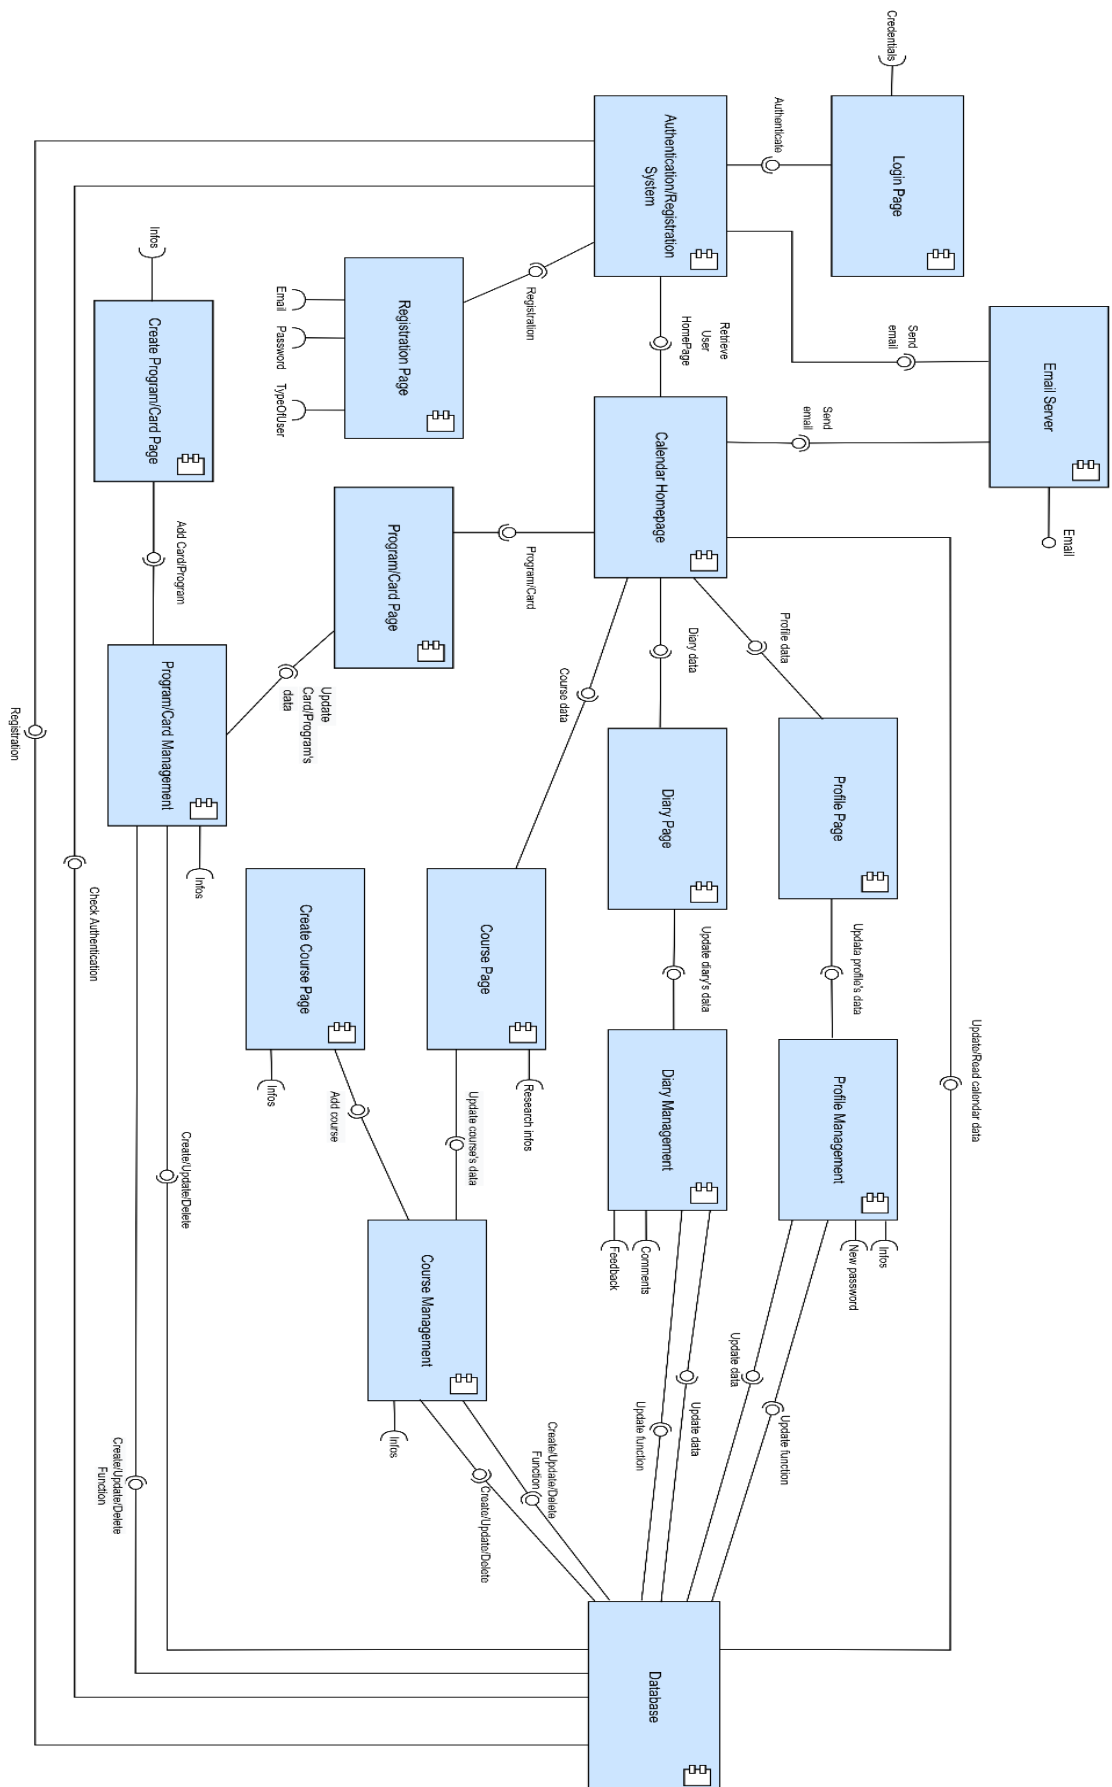 Email Server
Email
Send
email
Send
email
Login Page
Credentials
Authenticate
Authentication/Registration
System
Retrieve
User
HomePage
Calendar Homepage
Update/Read calendar data
Profile data
Profile Page
Updata profile's data
Profile Management
Infos
New password
Update function
Update data
Diary data
Diary Page
Update diary's data
Diary Management
Comments
Feedback
Update data
Update function
Database
Registration
Registration Page
Email
Password
TypeOfUser
Program/Card
Program/Card Page
Update
Card/Program's
data
Course data
Course Page
Research infos
Update course's data
Create Course Page
Infos
Add course
Course Management
Infos
Create/Update/Delete
Function
Create/Update/Delete
Infos
Create Program/Card Page
Add Card/Program
Program/Card Management
Infos
Create/Update/Delete
Create/Update/Delete
Function
Check Authentication
Registration